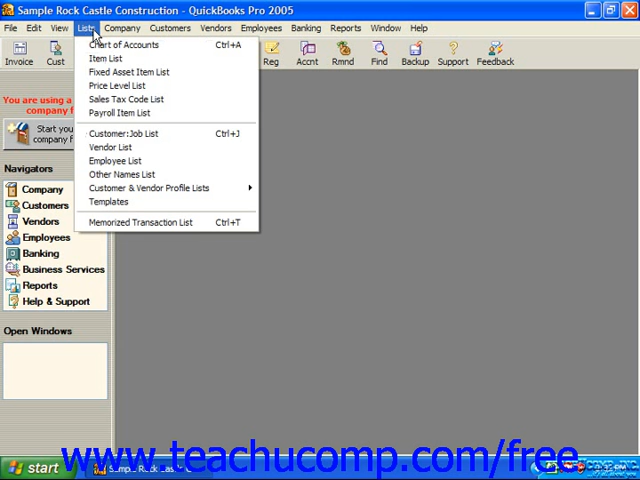 Sample Rock Castle Construction - QuickBooks Pro 2005
File Edit View Lists Company Customers Vendors Employees Banking Reports Window Help
Invoice Cust Reg Accnt Rmnd Find Backup Support Feedback
Chart of Accounts Ctrl+A
Item List
Fixed Asset Item List
Price Level List
Sales Tax Code List
Payroll Item List
Customer:Job List Ctrl+J
Vendor List
Employee List
Other Names List
Customer & Vendor Profile Lists
Templates
Memorized Transaction List Ctrl+T
You are using a
company f
Start you
company f
Navigators
Company
Customers
Vendors
Employees
Banking
Business Services
Reports
Help & Support
Open Windows
start
Sample Rock Castle
www.teachucomp.com/free